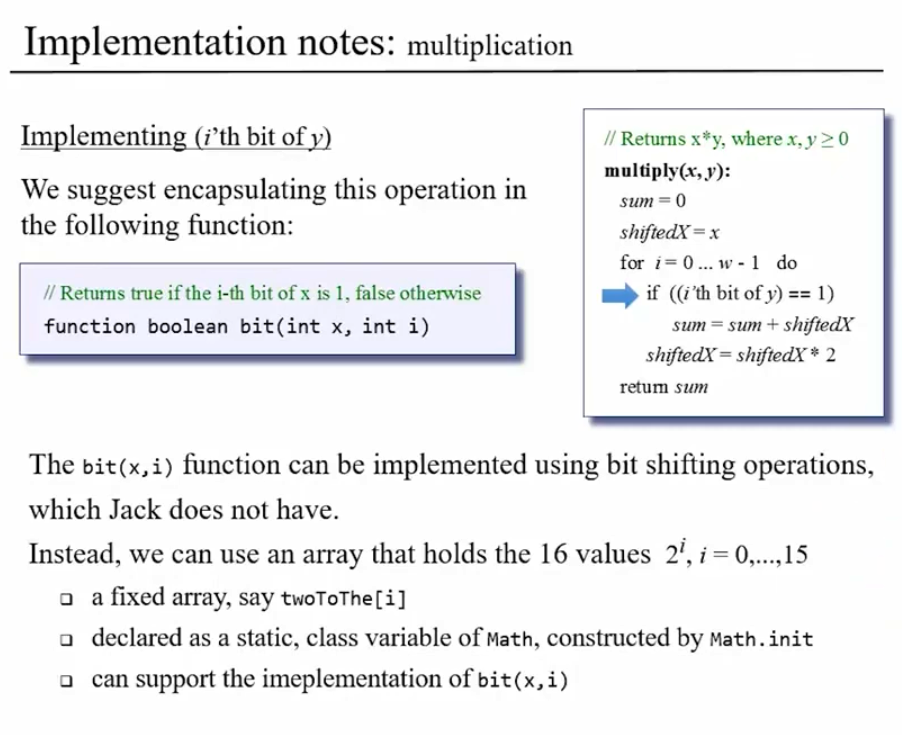 Implementation notes: multiplication
Implementing (i’th bit of y)
We suggest encapsulating this operation in
the following function:
// Returns true if the i-th bit of x is 1, false otherwise
function boolean bit(int x, int i)
// Returns x*y, where x, y ≥ 0
multiply(x, y):
sum = 0
shiftedX = x
for i = 0 ... w - 1 do
if ((i’th bit of y) == 1)
sum = sum + shiftedX
shiftedX = shiftedX * 2
return sum
The bit(x,i) function can be implemented using bit shifting operations,
which Jack does not have.
Instead, we can use an array that holds the 16 values 2^i, i = 0,...,15
❑ a fixed array, say twoToThe[i]
❑ declared as a static, class variable of Math, constructed by Math.init
❑ can support the imeplementation of bit(x,i)